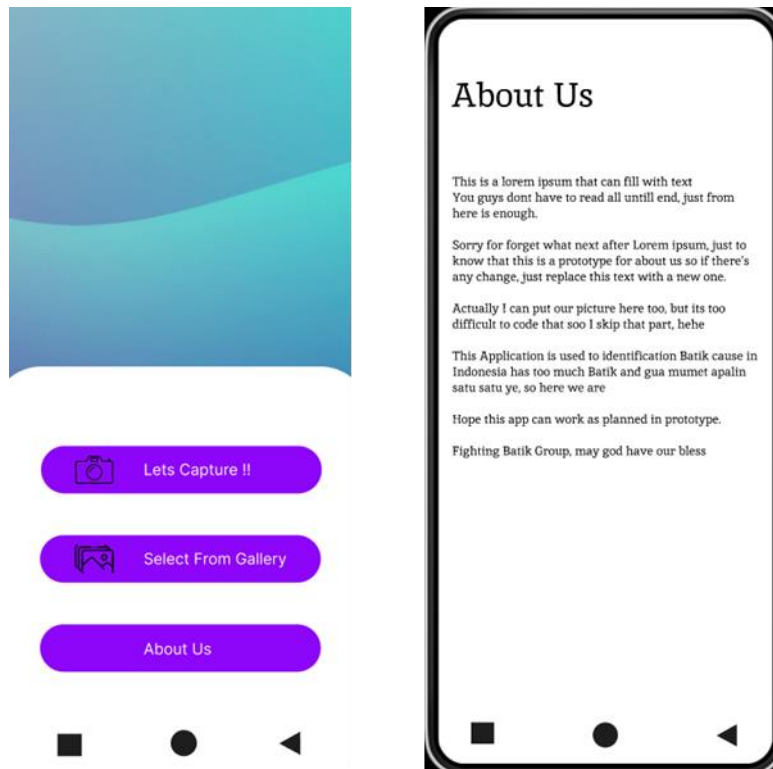 Lets Capture !!
Select From Gallery
About Us
About Us
This is a lorem ipsum that can fill with text
You guys dont have to read all untill end, just from
here is enough.
Sorry for forget what next after Lorem ipsum, just to
know that this is a prototype for about us so if there's
any change, just replace this text with a new one.
Actually I can put our picture here too, but its too
difficult to code that soo I skip that part, hehe
This Application is used to identification Batik cause in
Indonesia has too much Batik and gua mumet apalin
satu satu ye, so here we are
Hope this app can work as planned in prototype.
Fighting Batik Group, may god have our bless